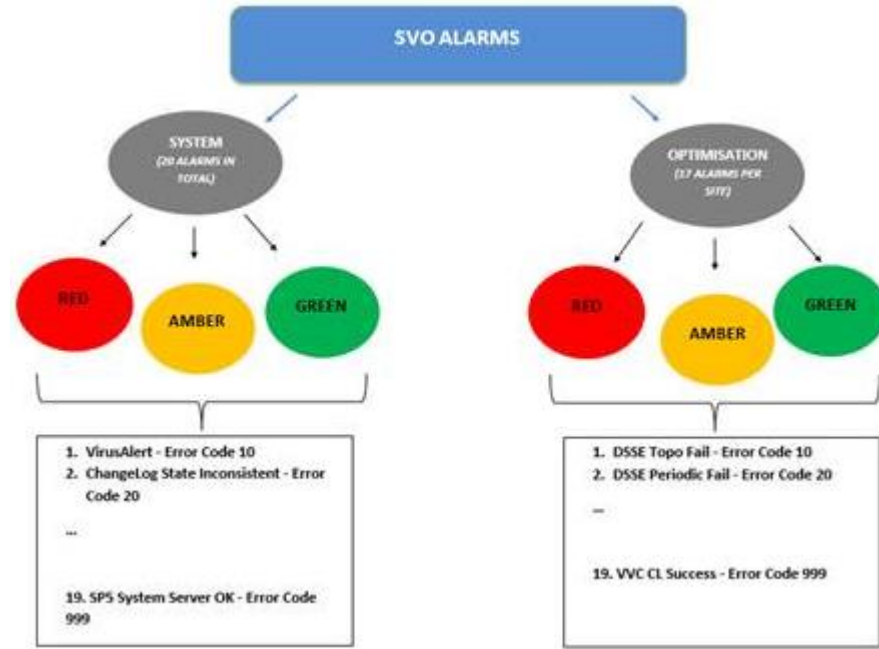 SVO ALARMS
SYSTEM
(20 ALARMS IN
TOTAL)
OPTIMISATION
(17 ALARMS PER
SITE)
RED
AMBER
GREEN
RED
AMBER
GREEN
1. VirusAlert - Error Code 10
2. ChangeLog State Inconsistent - Error
Code 20
...
19. SP5 System Server OK - Error Code
999
1. DSSE Topo Fail - Error Code 10
2. DSSE Periodic Fail - Error Code 20
...
19. VVC CL Success - Error Code 999